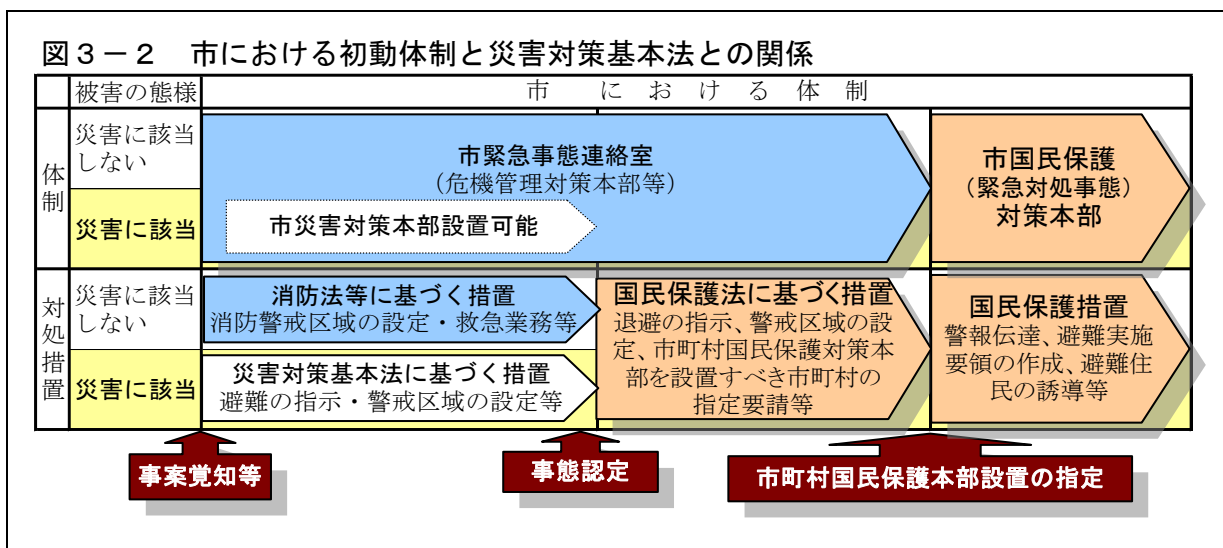 図３－２　市における初動体制と災害対策基本法との関係
被害の態様
市における体制
体制
災害に該当
しない
災害に該当
市緊急事態連絡室
（危機管理対策本部等）
市災害対策本部設置可能
市国民保護
（緊急対処事態）
対策本部
対処措置
災害に該当
しない
災害に該当
消防法等に基づく措置
消防警戒区域の設定・救急業務等
災害対策基本法に基づく措置
避難の指示・警戒区域の設定等
国民保護法に基づく措置
退避の指示、警戒区域の設
定、市町村国民保護対策本
部を設置すべき市町村の
指定要請等
国民保護措置
警報伝達、避難実施
要領の作成、避難住
民の誘導等
事案覚知等
事態認定
市町村国民保護本部設置の指定